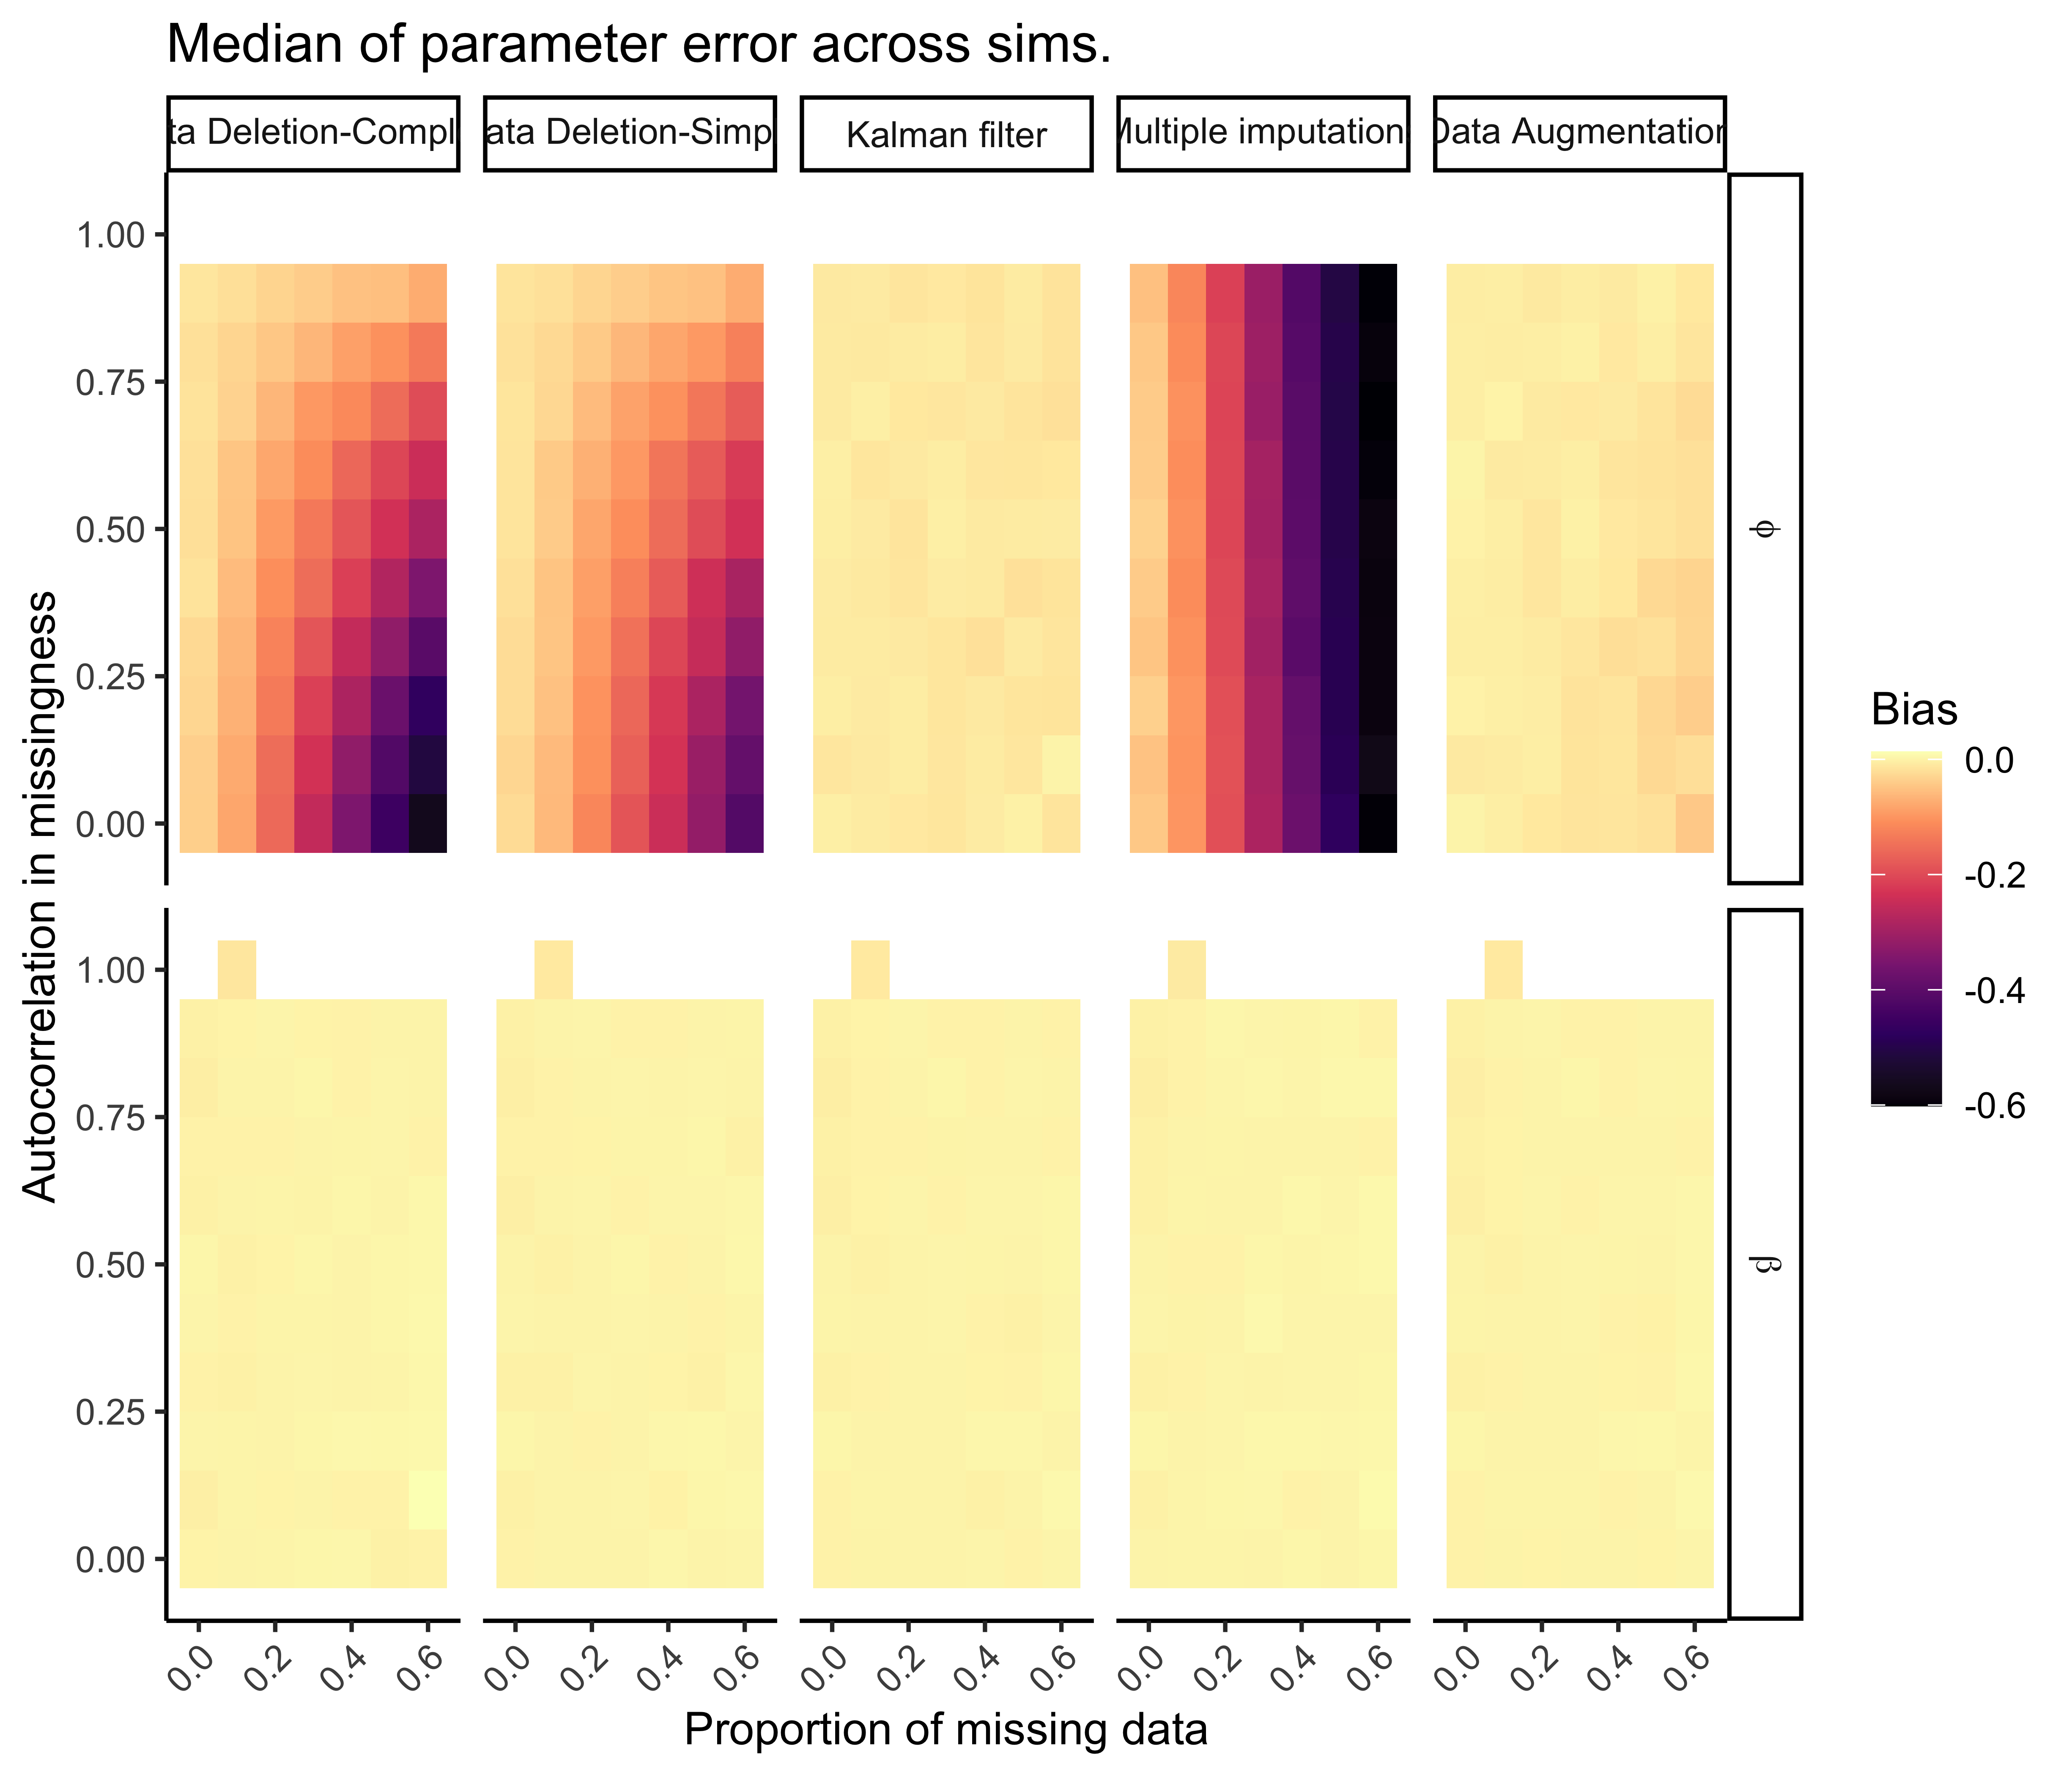 Median of parameter error across sims.
ta Deletion-Compl
ata Deletion-Simp
Kalman filter
Multiple imputation
Data Augmentation
1.00
0.75
0.50
0.25
0.00
ϕ
1.00
0.75
0.50
0.25
0.00
β
Autocorrelation in missingness
0.0 0.2 0.4 0.6
0.0 0.2 0.4 0.6
0.0 0.2 0.4 0.6
0.0 0.2 0.4 0.6
0.0 0.2 0.4 0.6
Proportion of missing data
Bias
0.0
-0.2
-0.4
-0.6